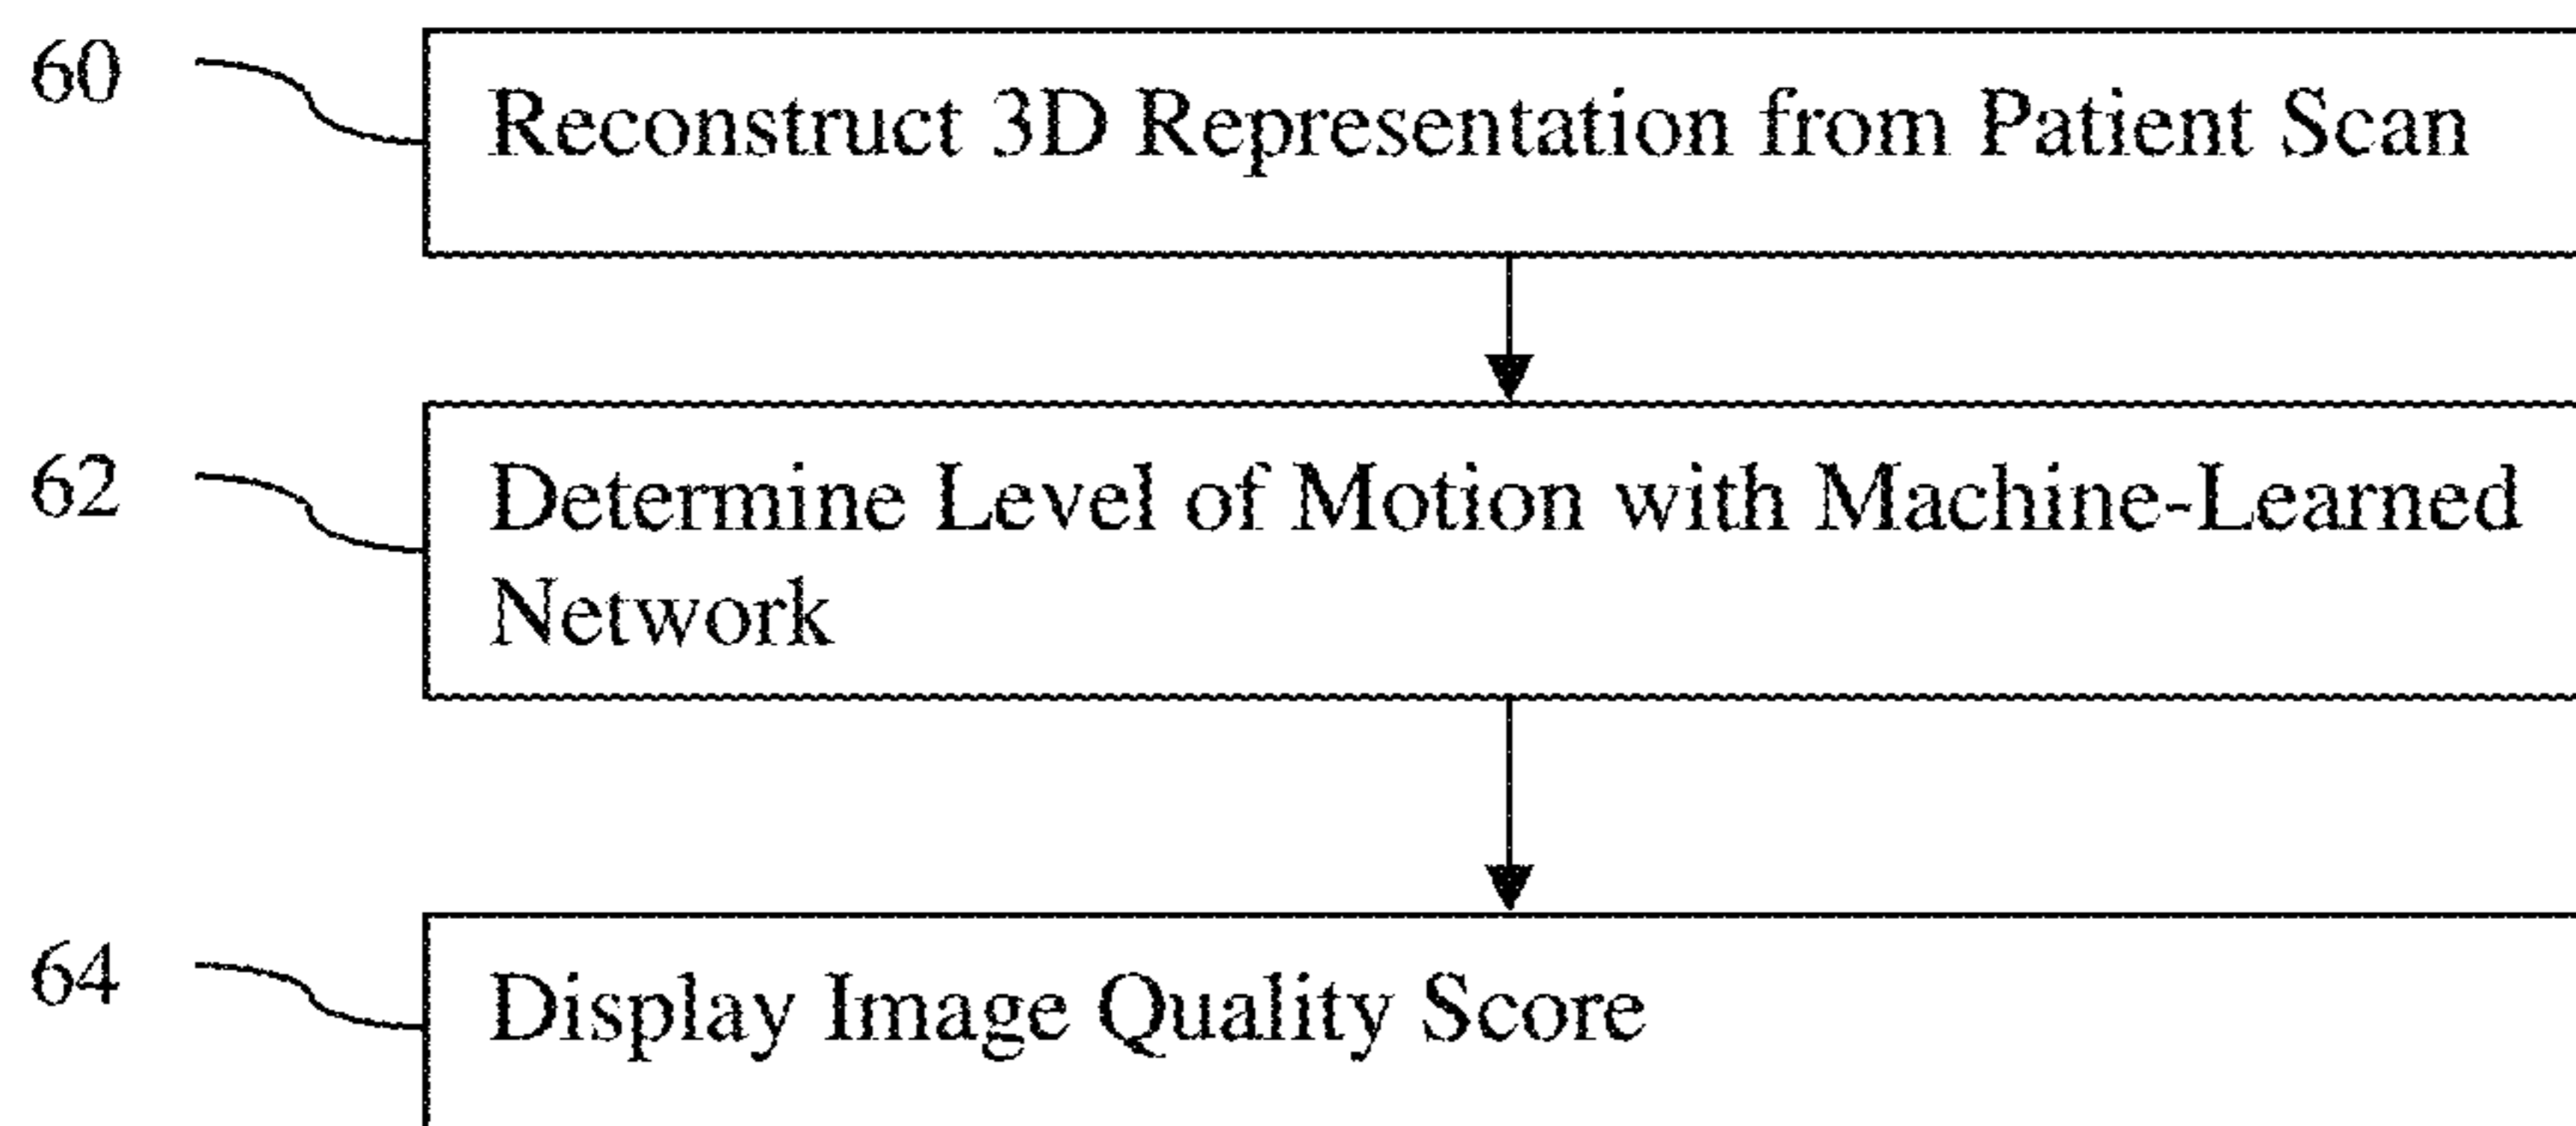 60
Reconstruct 3D Representation from Patient Scan
62
Determine Level of Motion with Machine-Learned
Network
64
Display Image Quality Score